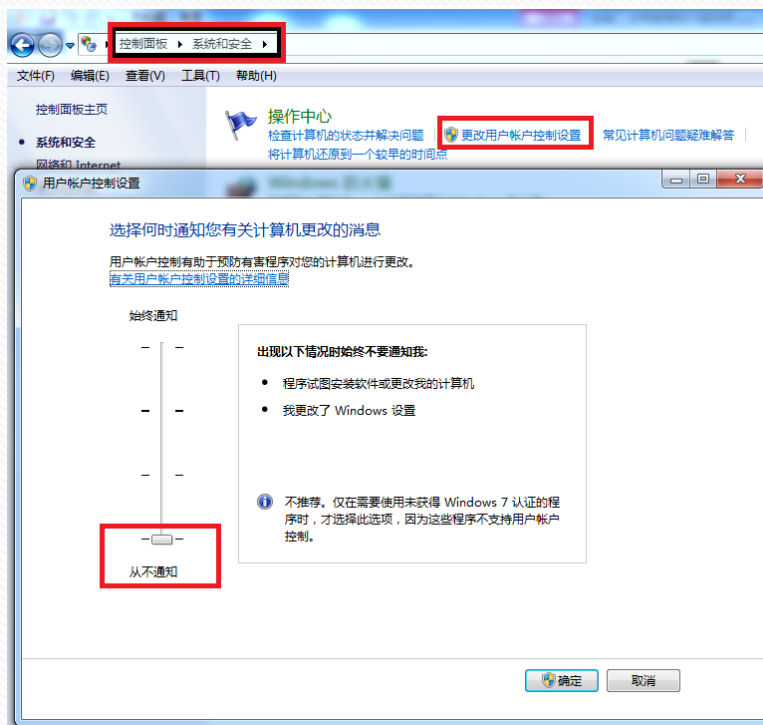 控制面板 ▸ 系统和安全 ▸
文件(F) 编辑(E) 查看(V) 工具(T) 帮助(H)
控制面板主页
系统和安全
网络和 Internet
操作中心
检查计算机的状态并解决问题
更改用户帐户控制设置
常见计算机问题疑难解答
将计算机还原到一个较早的时间点
用户帐户控制设置
选择何时通知您有关计算机更改的消息
用户帐户控制有助于预防有害程序对您的计算机进行更改。
有关用户帐户控制设置的详细信息
始终通知
出现以下情况时始终不要通知我:
● 程序试图安装软件或更改我的计算机
● 我更改了 Windows 设置
不推荐。仅在需要使用未获得 Windows 7 认证的程
序时，才选择此选项，因为这些程序不支持用户帐户
控制。
从不通知
确定
取消